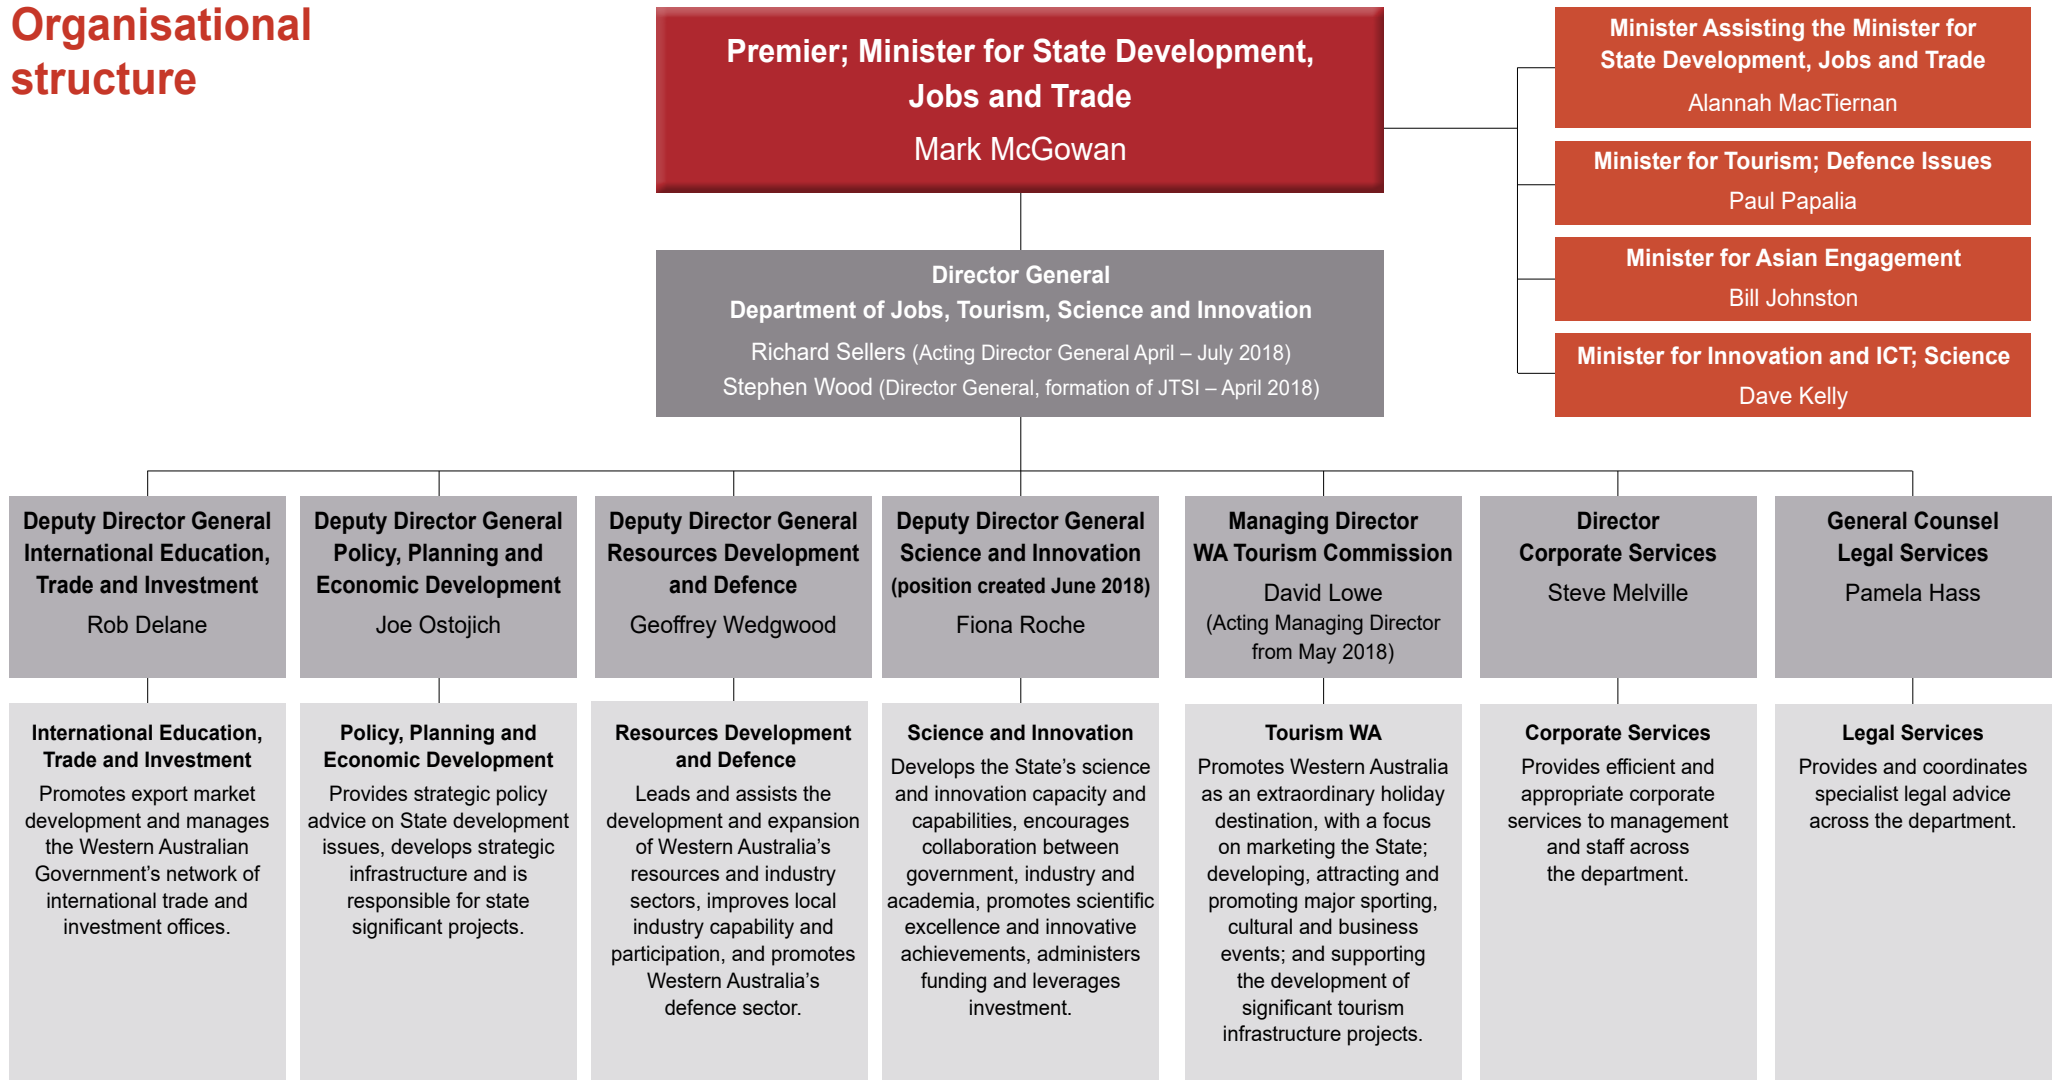 Organisational
structure
Premier; Minister for State Development,
Jobs and Trade
Mark McGowan
Minister Assisting the Minister for
State Development, Jobs and Trade
Alannah MacTiernan
Minister for Tourism; Defence Issues
Paul Papalia
Minister for Asian Engagement
Bill Johnston
Minister for Innovation and ICT; Science
Dave Kelly
Director General
Department of Jobs, Tourism, Science and Innovation
Richard Sellers (Acting Director General April – July 2018)
Stephen Wood (Director General, formation of JTSI – April 2018)
Deputy Director General
International Education,
Trade and Investment
Rob Delane
Deputy Director General
Policy, Planning and
Economic Development
Joe Ostojich
Deputy Director General
Resources Development
and Defence
Geoffrey Wedgwood
Deputy Director General
Science and Innovation
(position created June 2018)
Fiona Roche
Managing Director
WA Tourism Commission
David Lowe
(Acting Managing Director
from May 2018)
Director
Corporate Services
Steve Melville
General Counsel
Legal Services
Pamela Hass
International Education,
Trade and Investment
Promotes export market
development and manages
the Western Australian
Government’s network of
international trade and
investment offices.
Policy, Planning and
Economic Development
Provides strategic policy
advice on State development
issues, develops strategic
infrastructure and is
responsible for state
significant projects.
Resources Development
and Defence
Leads and assists the
development and expansion
of Western Australia’s
resources and industry
sectors, improves local
industry capability and
participation, and promotes
Western Australia’s
defence sector.
Science and Innovation
Develops the State’s science
and innovation capacity and
capabilities, encourages
collaboration between
government, industry and
academia, promotes scientific
excellence and innovative
achievements, administers
funding and leverages
investment.
Tourism WA
Promotes Western Australia
as an extraordinary holiday
destination, with a focus
on marketing the State;
developing, attracting and
promoting major sporting,
cultural and business
events; and supporting
the development of
significant tourism
infrastructure projects.
Corporate Services
Provides efficient and
appropriate corporate
services to management
and staff across
the department.
Legal Services
Provides and coordinates
specialist legal advice
across the department.